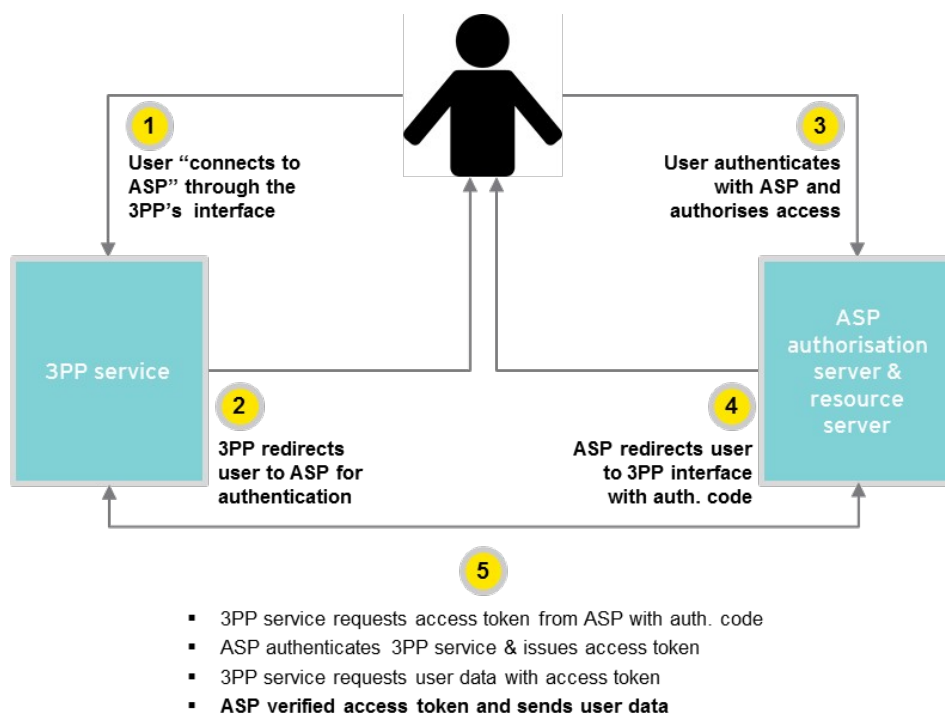 1
User “connects to
ASP” through the
3PP’s interface
3
User authenticates
with ASP and
authorises access
3PP service
ASP
authorisation
server &
resource
server
2
3PP redirects
user to ASP for
authentication
4
ASP redirects user
to 3PP interface
with auth. code
5
▪ 3PP service requests access token from ASP with auth. code
▪ ASP authenticates 3PP service & issues access token
▪ 3PP service requests user data with access token
▪ ASP verified access token and sends user data